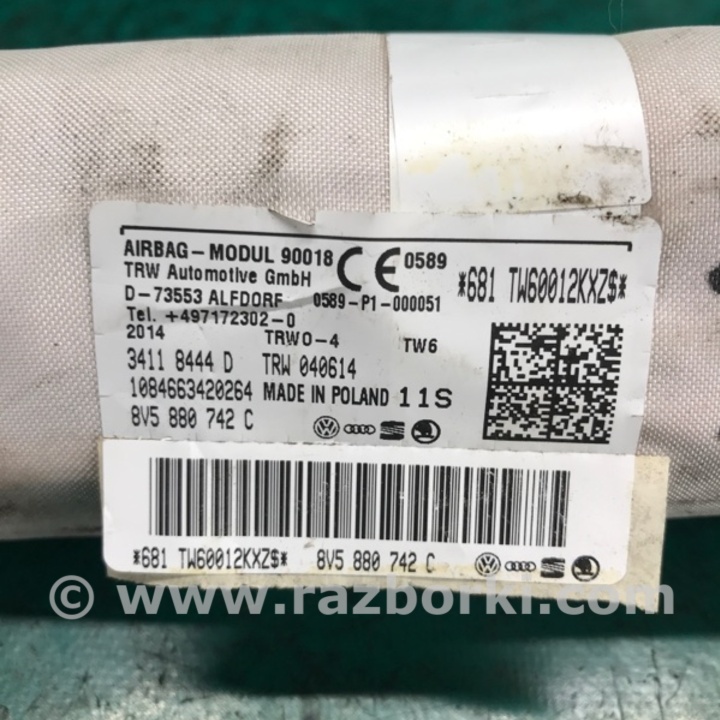 AIRBAG-MODUL 90018 CE 0589
TRW Automotive GmbH
D-73553 ALFDORF 0589-P1-000051
*681 TW60012KXZ$*
Tel. +497172302-0
2014 TRWO-4 TW6
3411 8444 D TRW 040614
1084663420264 MADE IN POLAND 11S
8V5 880 742 C
*681 TW60012KXZ$* 8V5 880 742 C
© www.razborki.com